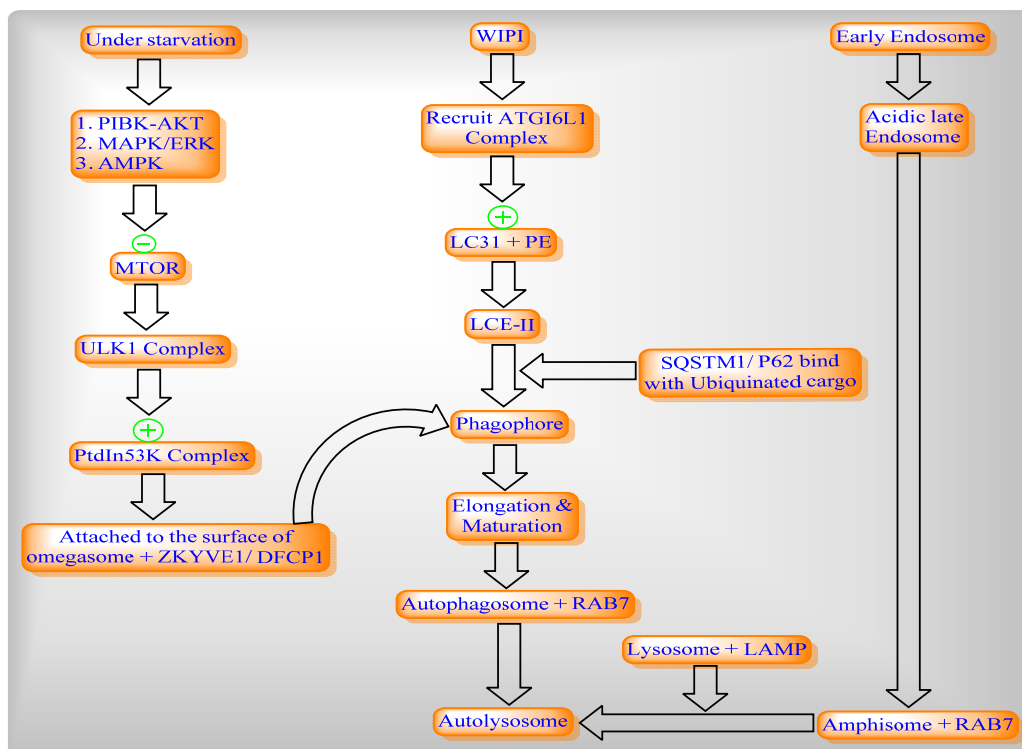 Under starvation
1. PIBK-AKT
2. MAPK/ERK
3. AMPK
−
MTOR
ULK1 Complex
+
PtdIn53K Complex
Attached to the surface of
omegasome + ZKYVE1/ DFCP1
WIPI
Recruit ATGI6L1
Complex
+
LC31 + PE
LCE-II
SQSTM1/ P62 bind
with Ubiquinated cargo
Phagophore
Elongation &
Maturation
Autophagosome + RAB7
Lysosome + LAMP
Autolysosome
Early Endosome
Acidic late
Endosome
Amphisome + RAB7